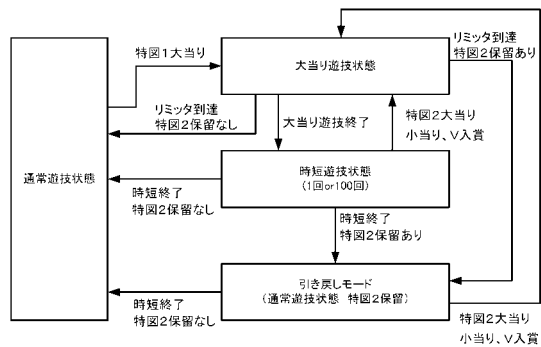 特図1大当り
大当り遊技状態
リミッタ到達
特図2保留あり
リミッタ到達
特図2保留なし
大当り遊技終了
特図2大当り
小当り、V入賞
通常遊技状態
時短遊技状態
(1回or100回)
時短終了
特図2保留なし
時短終了
特図2保留あり
引き戻しモード
(通常遊技状態 特図2保留)
時短終了
特図2保留なし
特図2大当り
小当り、V入賞